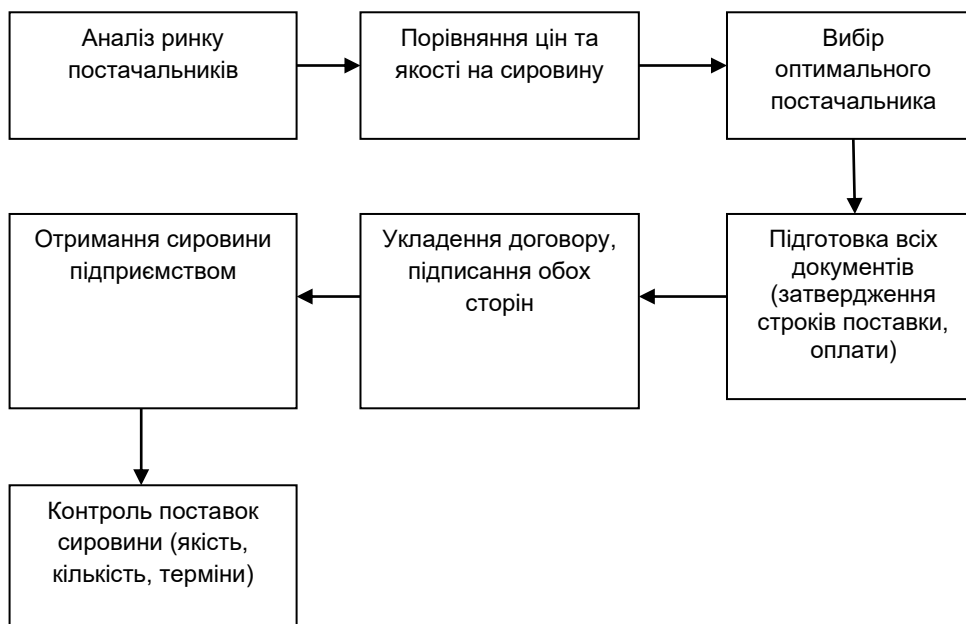 Аналіз ринку
постачальників
Порівняння цін та
якості на сировину
Вибір
оптимального
постачальника
Підготовка всіх
документів
(затвердження
строків поставки,
оплати)
Укладення договору,
підписання обох
сторін
Отримання сировини
підприємством
Контроль поставок
сировини (якість,
кількість, терміни)